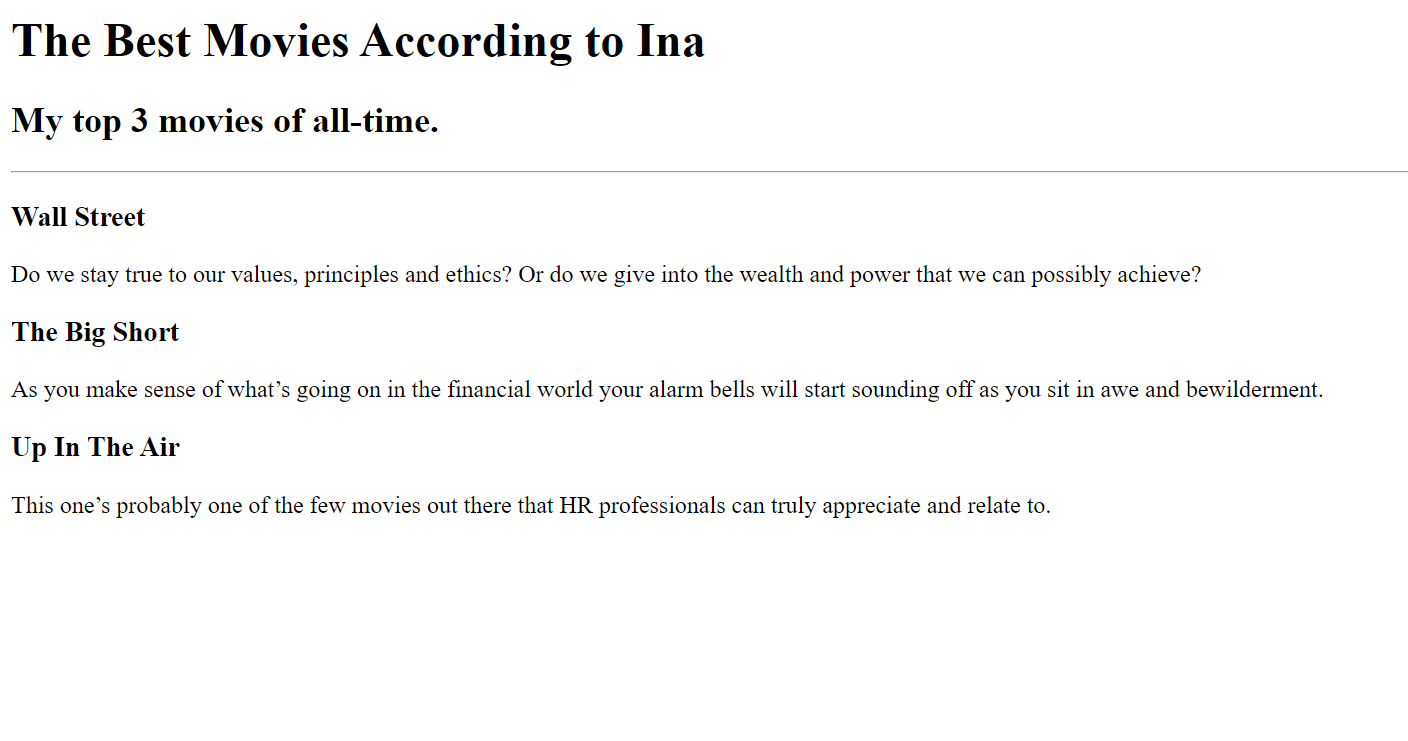 The Best Movies According to Ina
My top 3 movies of all-time.
Wall Street
Do we stay true to our values, principles and ethics? Or do we give into the wealth and power that we can possibly achieve?
The Big Short
As you make sense of what’s going on in the financial world your alarm bells will start sounding off as you sit in awe and bewilderment.
Up In The Air
This one’s probably one of the few movies out there that HR professionals can truly appreciate and relate to.